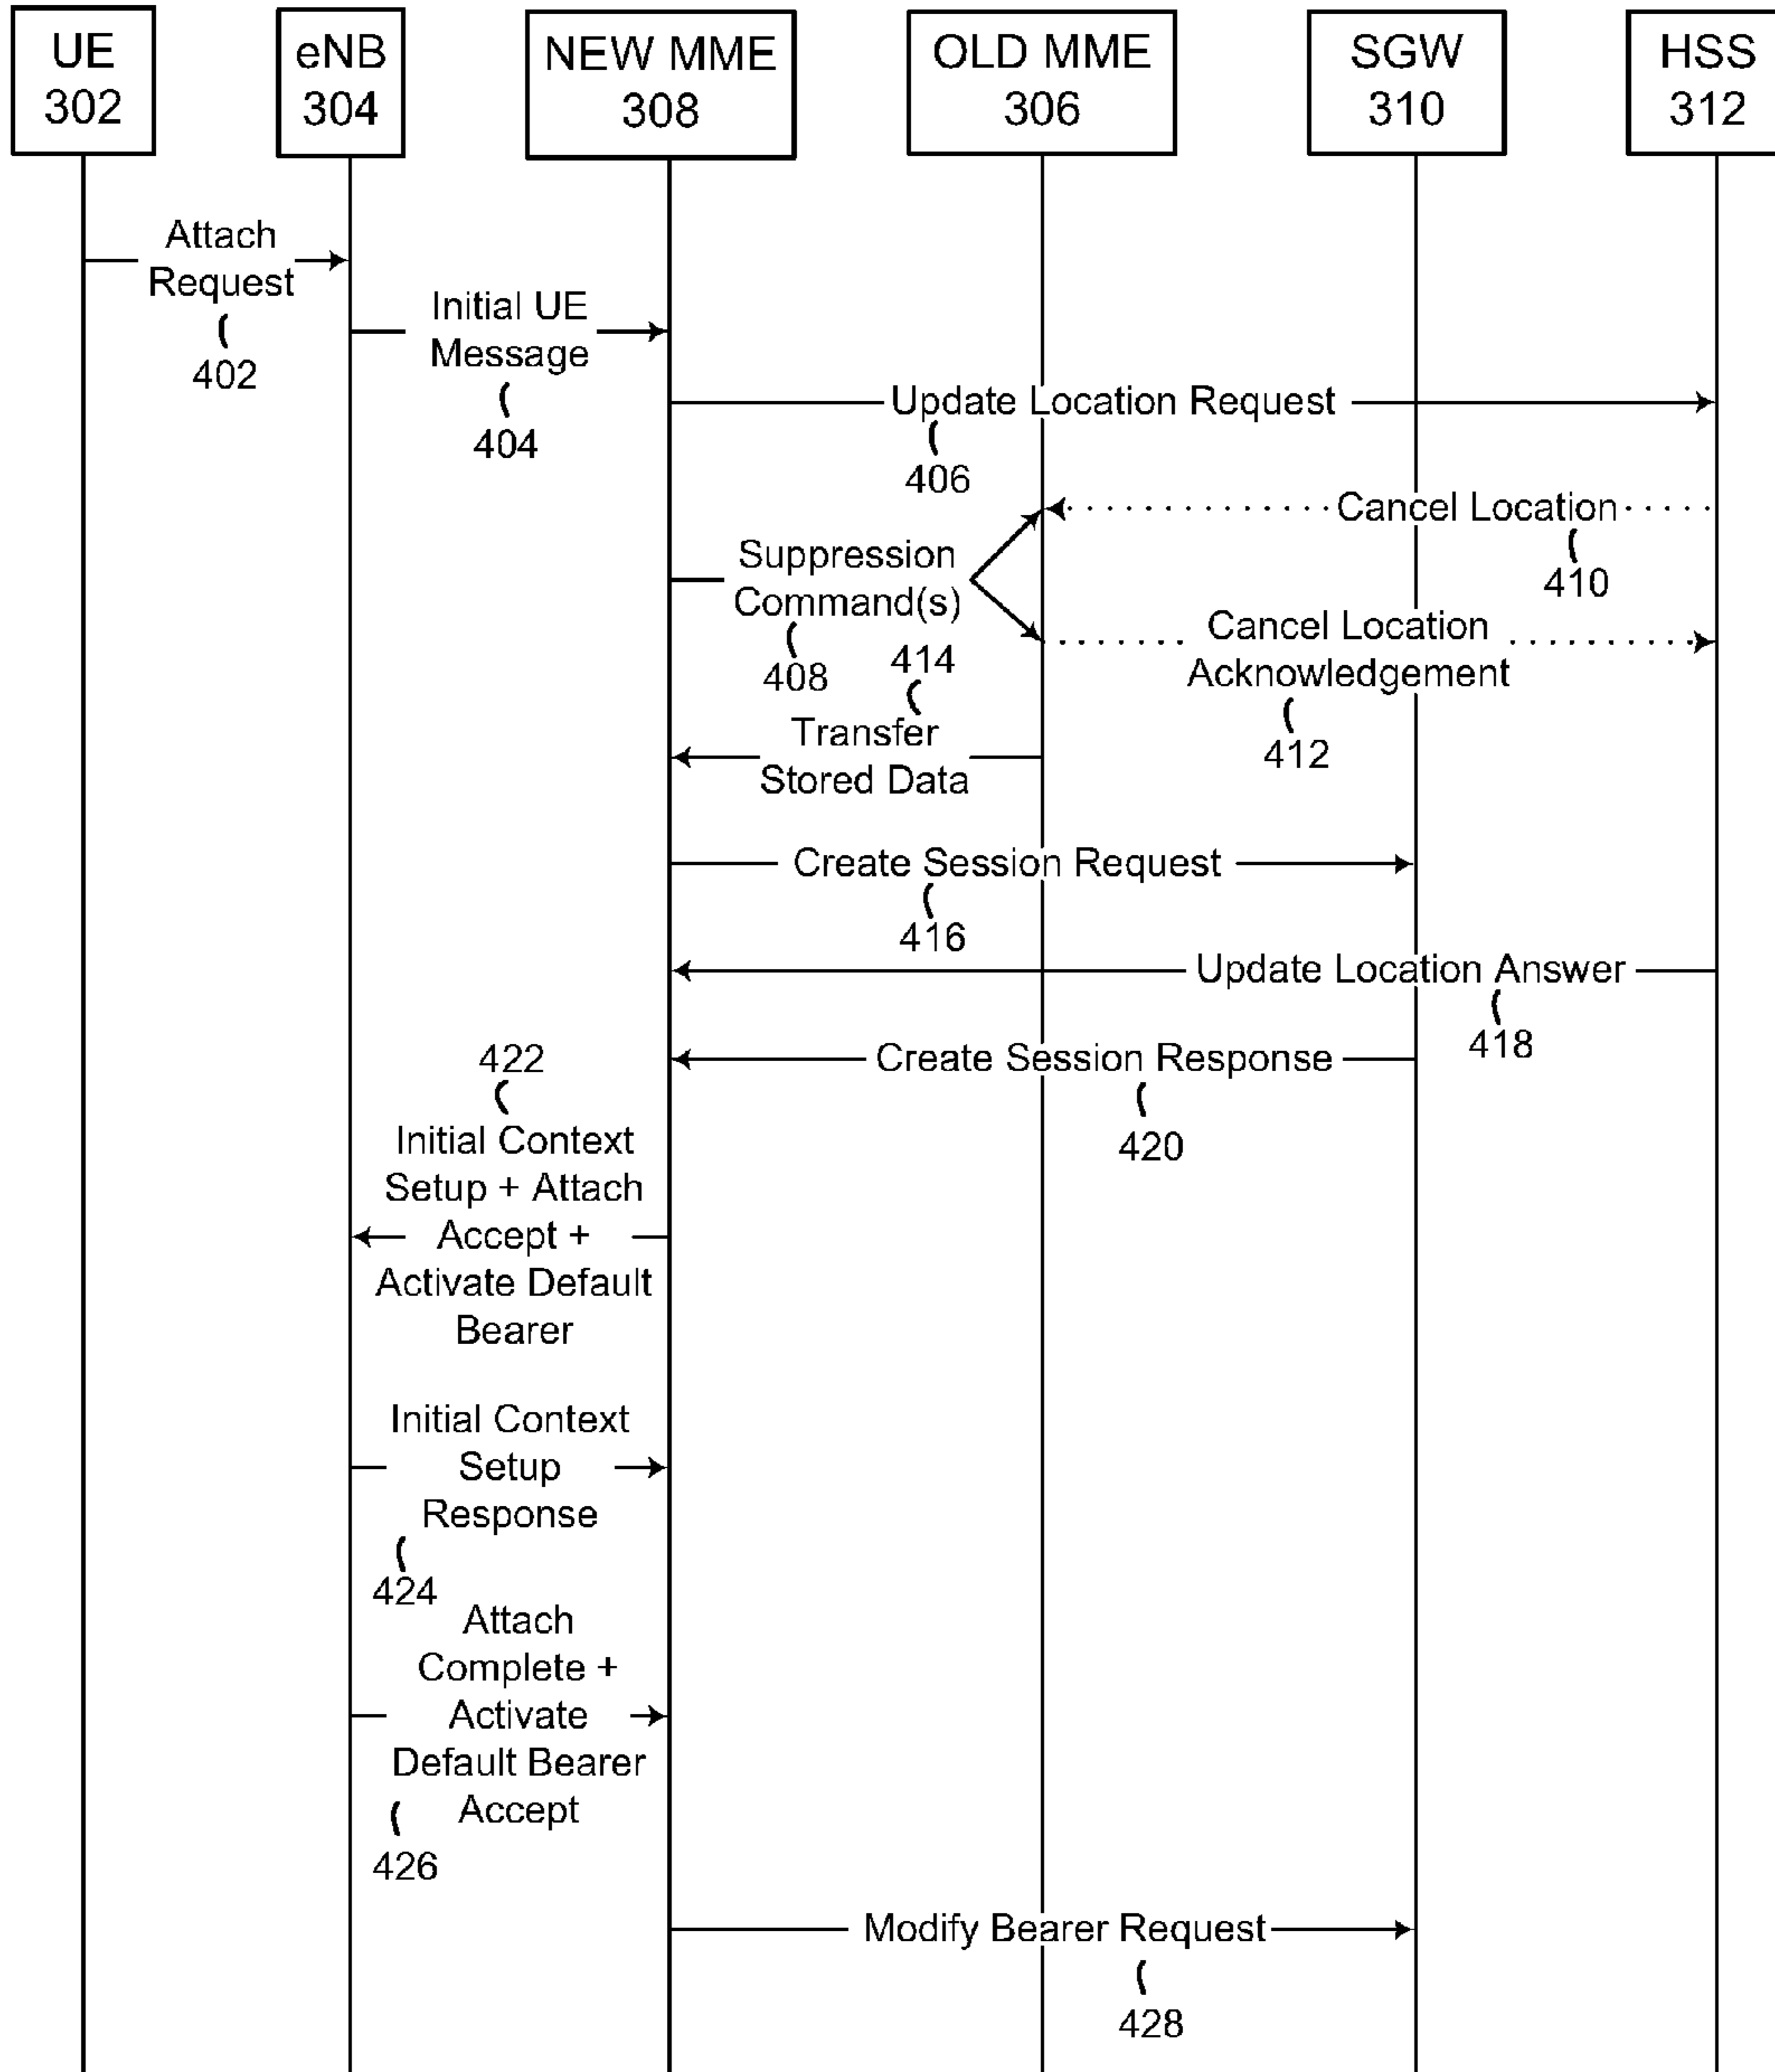 UE
302
eNB
304
NEW MME
308
OLD MME
306
SGW
310
HSS
312
Attach
Request
402
Initial UE
Message
404
Update Location Request
406
Cancel Location
410
Suppression
Command(s)
408
Cancel Location
Acknowledgement
412
414
Transfer
Stored Data
Create Session Request
416
Update Location Answer
418
Create Session Response
420
422
Initial Context
Setup + Attach
Accept +
Activate Default
Bearer
Initial Context
Setup
Response
424
Attach
Complete +
Activate
Default Bearer
Accept
426
Modify Bearer Request
428